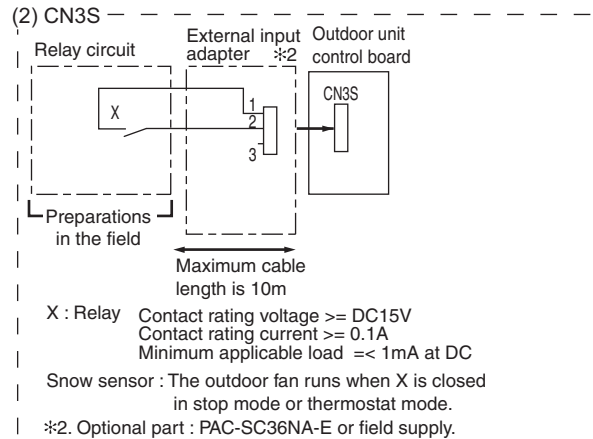 (2) CN3S
Relay circuit
External input
adapter ✻2
Outdoor unit
control board
CN3S
X
1
2
3
Preparations
in the field
Maximum cable
length is 10m
X : Relay Contact rating voltage >= DC15V
Contact rating current >= 0.1A
Minimum applicable load =< 1mA at DC
Snow sensor : The outdoor fan runs when X is closed
in stop mode or thermostat mode.
✻2. Optional part : PAC-SC36NA-E or field supply.